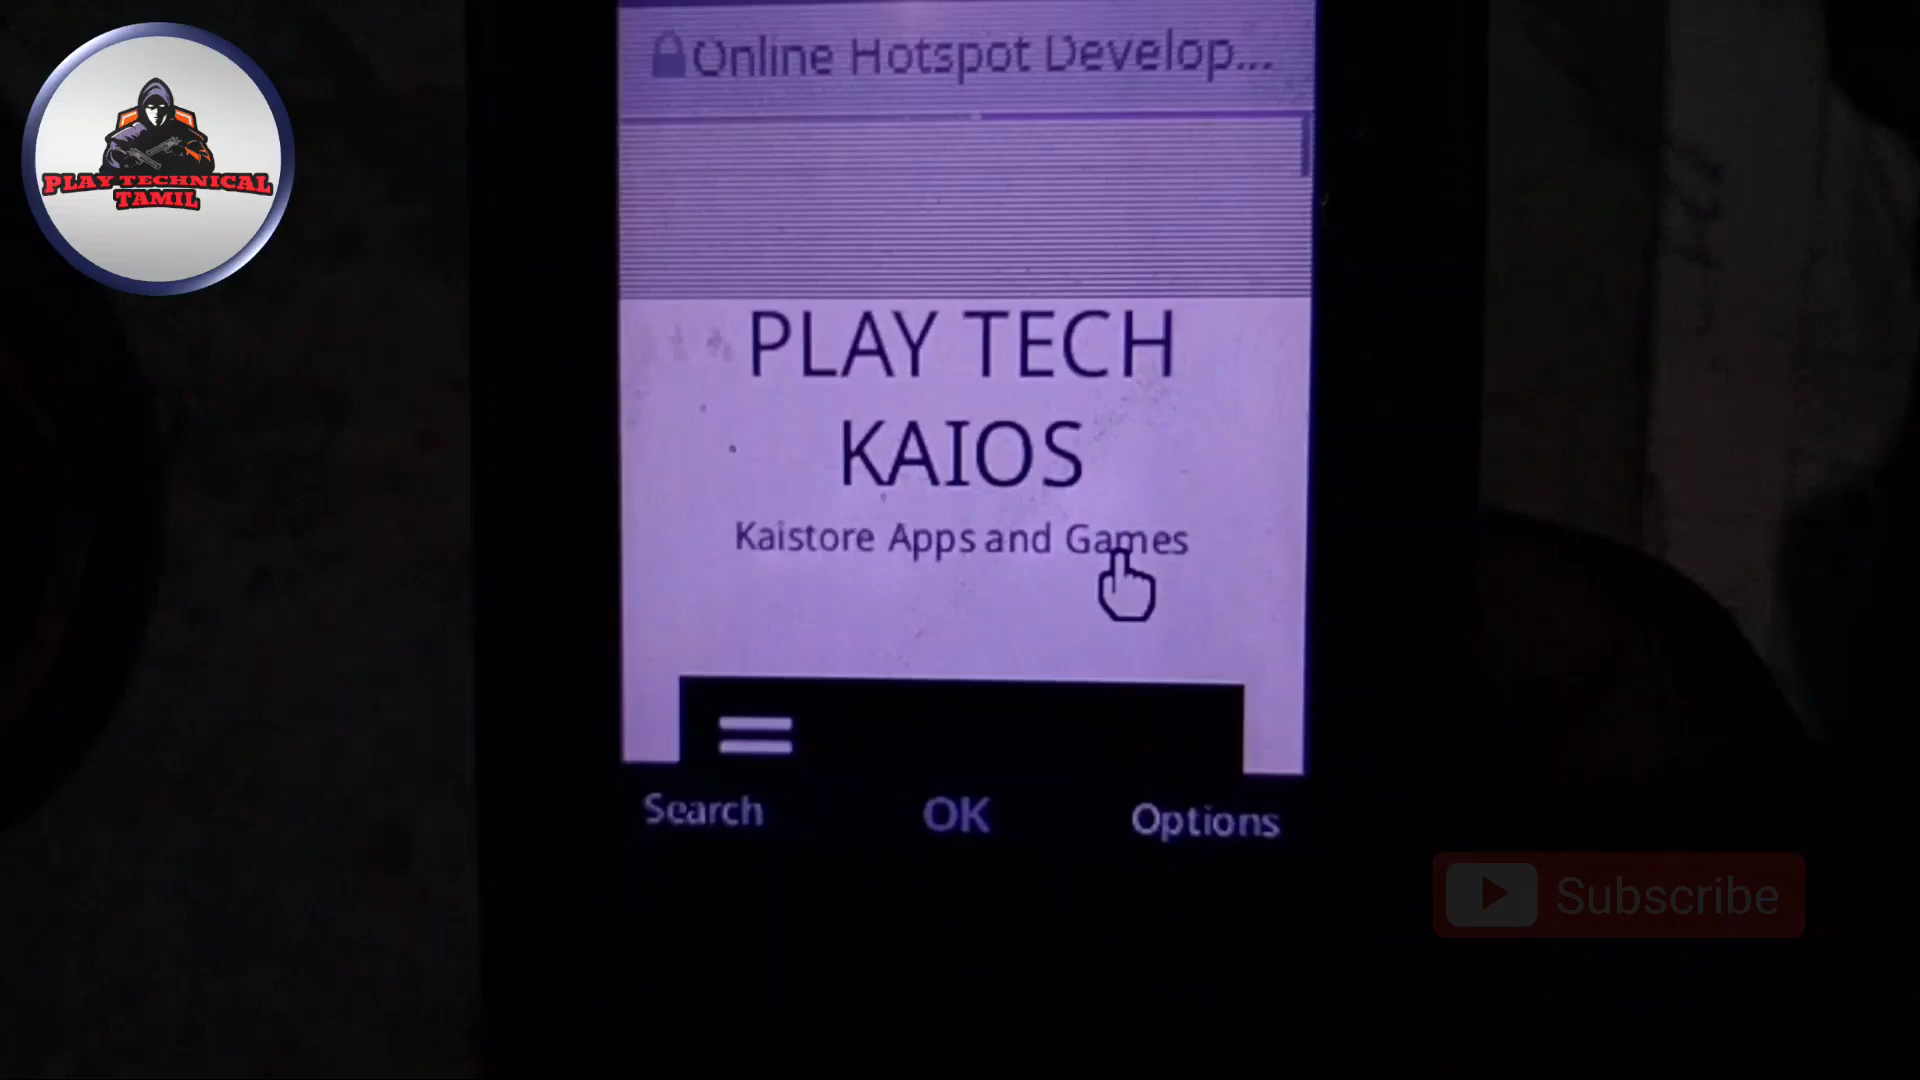 PLAY TECHNICAL
TAMIL
Online Hotspot Develop...
PLAY TECH
KAIOS
Kaistore Apps and Games
Search
OK
Options
Subscribe